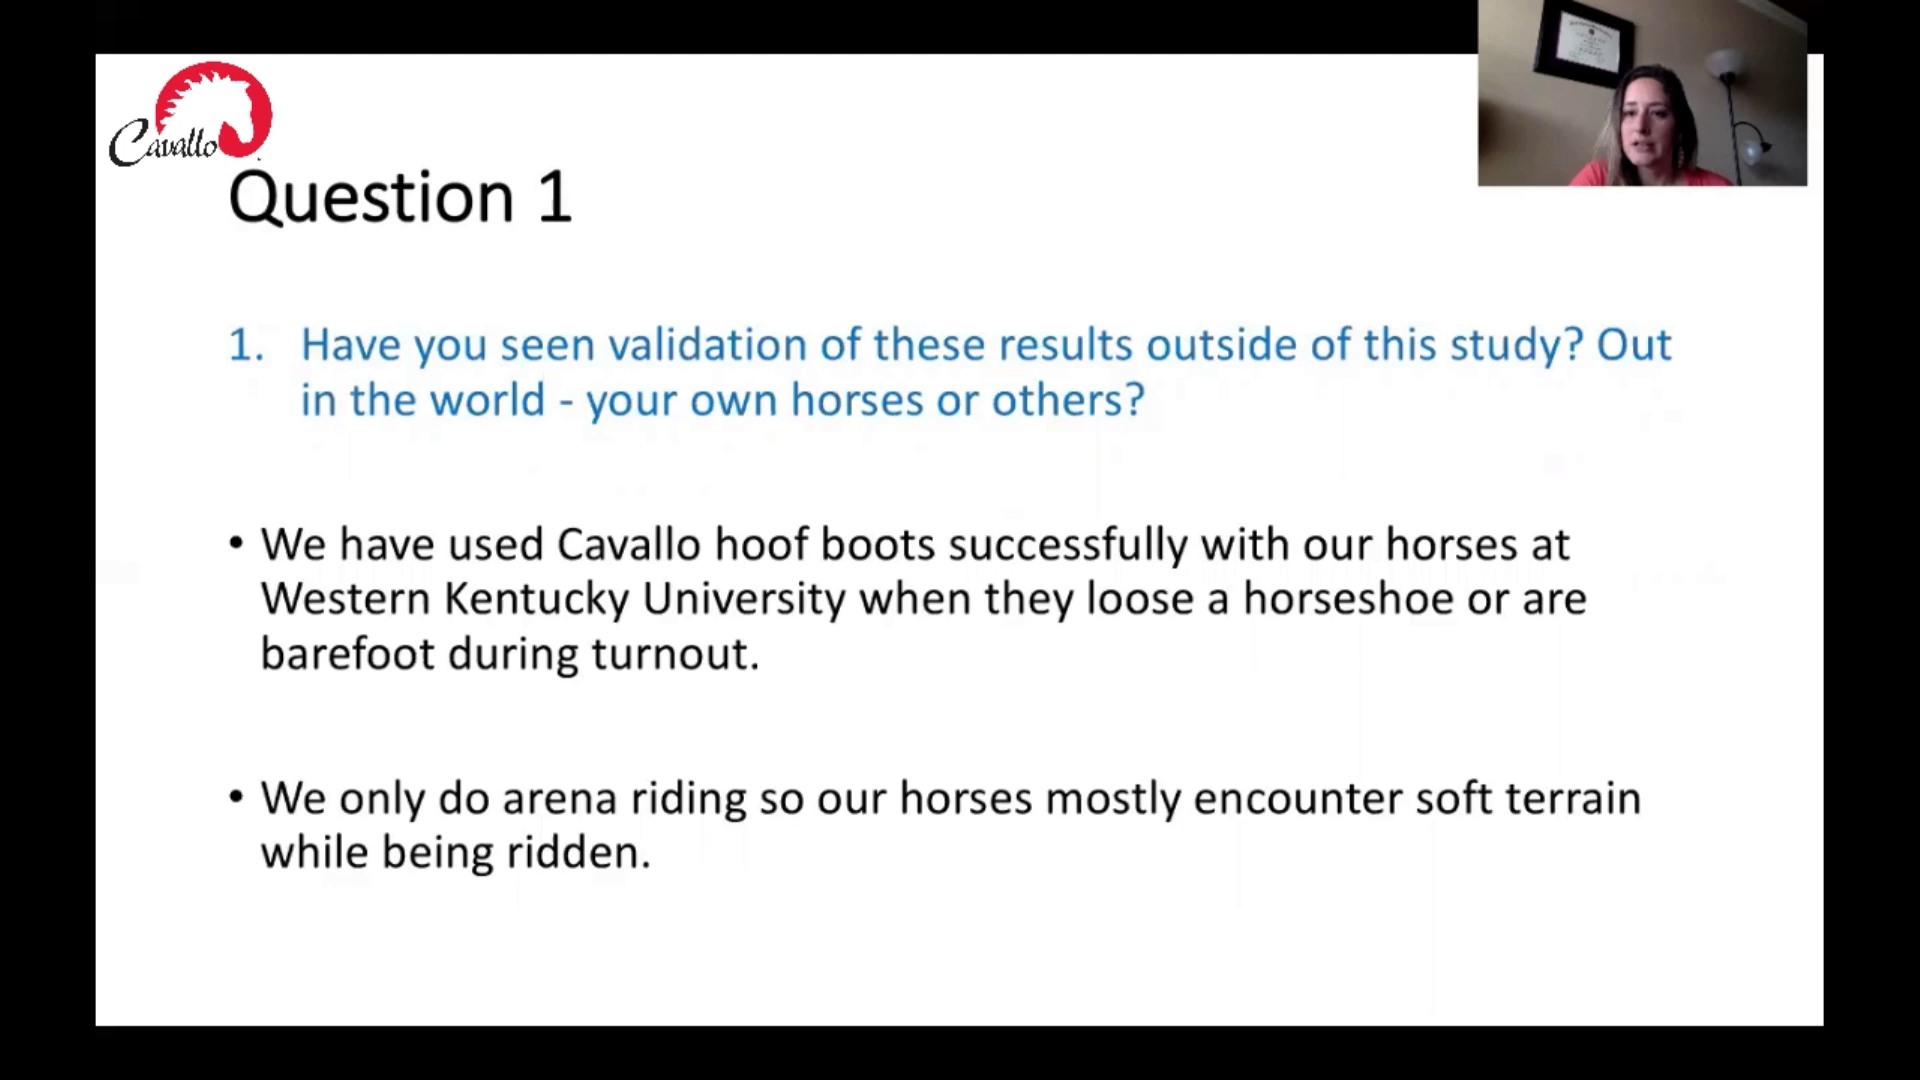 Cavallo
Question 1
1. Have you seen validation of these results outside of this study? Out
in the world - your own horses or others?
• We have used Cavallo hoof boots successfully with our horses at
Western Kentucky University when they loose a horseshoe or are
barefoot during turnout.
• We only do arena riding so our horses mostly encounter soft terrain
while being ridden.